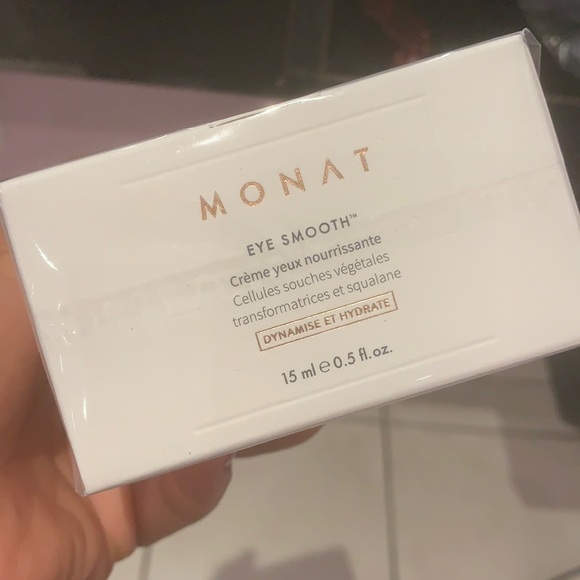 MONAT
EYE SMOOTH™
Crème yeux nourrissante
Cellules souches végétales
transformatrices et squalane
DYNAMISE ET HYDRATE
15 ml ℮ 0.5 fl.oz.